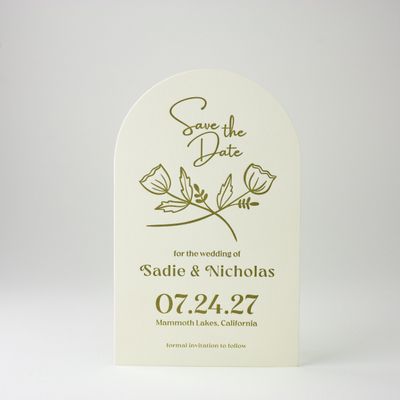 Save the
Date
for the wedding of
Sadie & Nicholas
07.24.27
Mammoth Lakes, California
formal invitation to follow